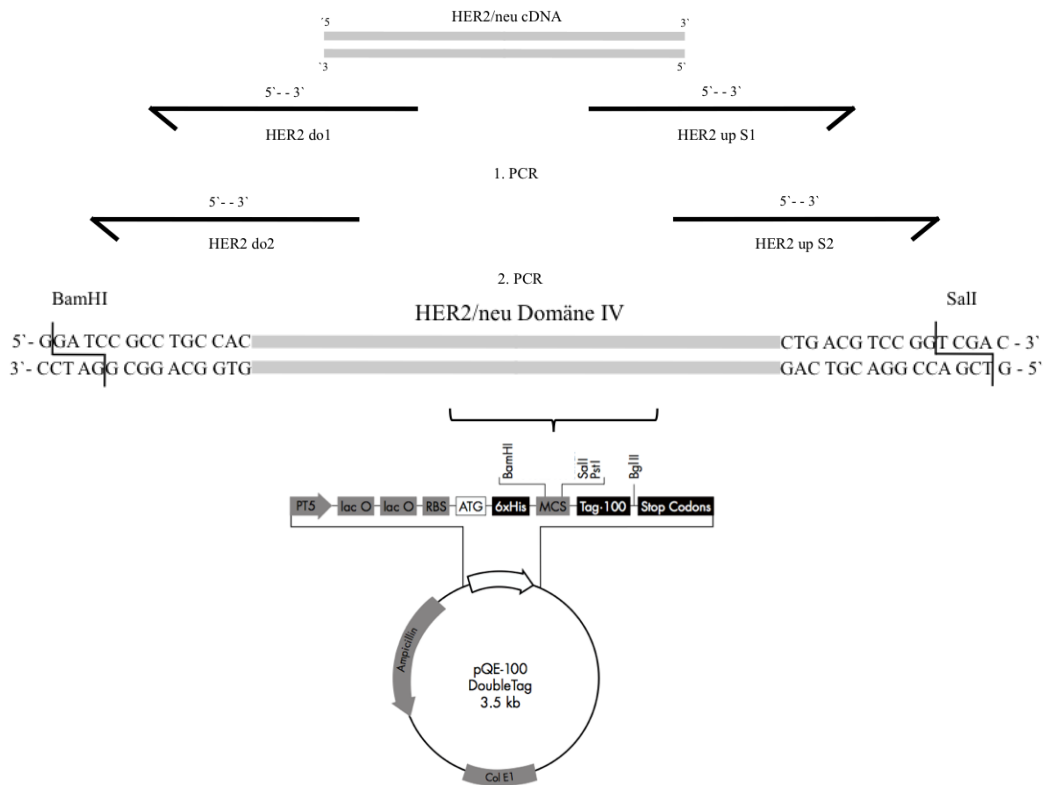 HER2/neu cDNA
`5 3`
`3 5`
5`- - 3` 5`- - 3`
HER2 do1 HER2 up S1
1. PCR
5`- - 3` 5`- - 3`
HER2 do2 HER2 up S2
2. PCR
BamHI SalI
HER2/neu Domäne IV
5`- GGA TCC GCC TGC CAC CTG ACG TCC GGT CGA C - 3`
3`- CCT AGG CGG ACG GTG GAC TGC AGG CCA GCT G - 5`
BamHI SalI PstI BglII
PT5 lac O lac O RBS ATG 6xHis MCS Tag·100 Stop Codons
Ampicillin
pQE-100
DoubleTag
3.5 kb
Col E1